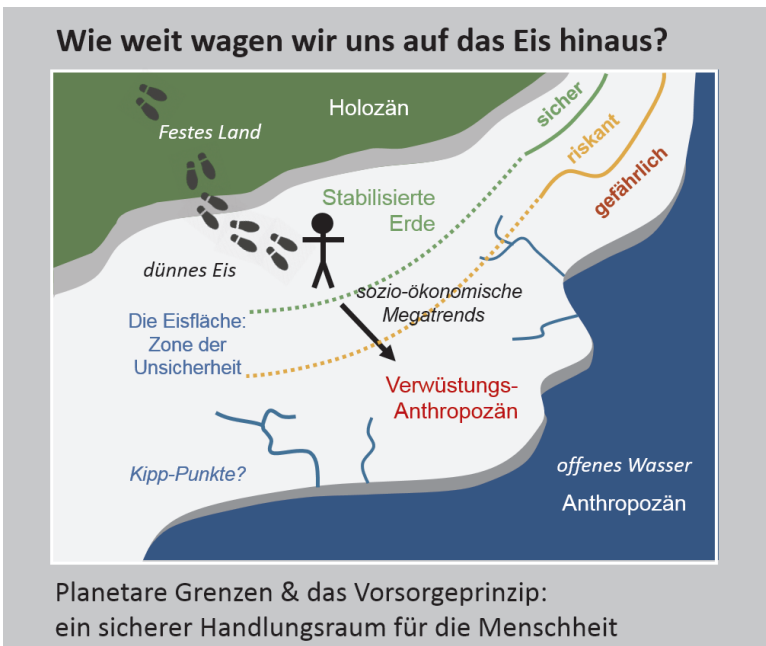 Wie weit wagen wir uns auf das Eis hinaus?
Holozän
Festes Land
sicher
riskant
gefährlich
Stabilisierte
Erde
dünnes Eis
sozio-ökonomische
Megatrends
Die Eisfläche:
Zone der
Unsicherheit
Verwüstungs-
Anthropozän
Kipp-Punkte?
offenes Wasser
Anthropozän
Planetare Grenzen & das Vorsorgeprinzip:
ein sicherer Handlungsraum für die Menschheit